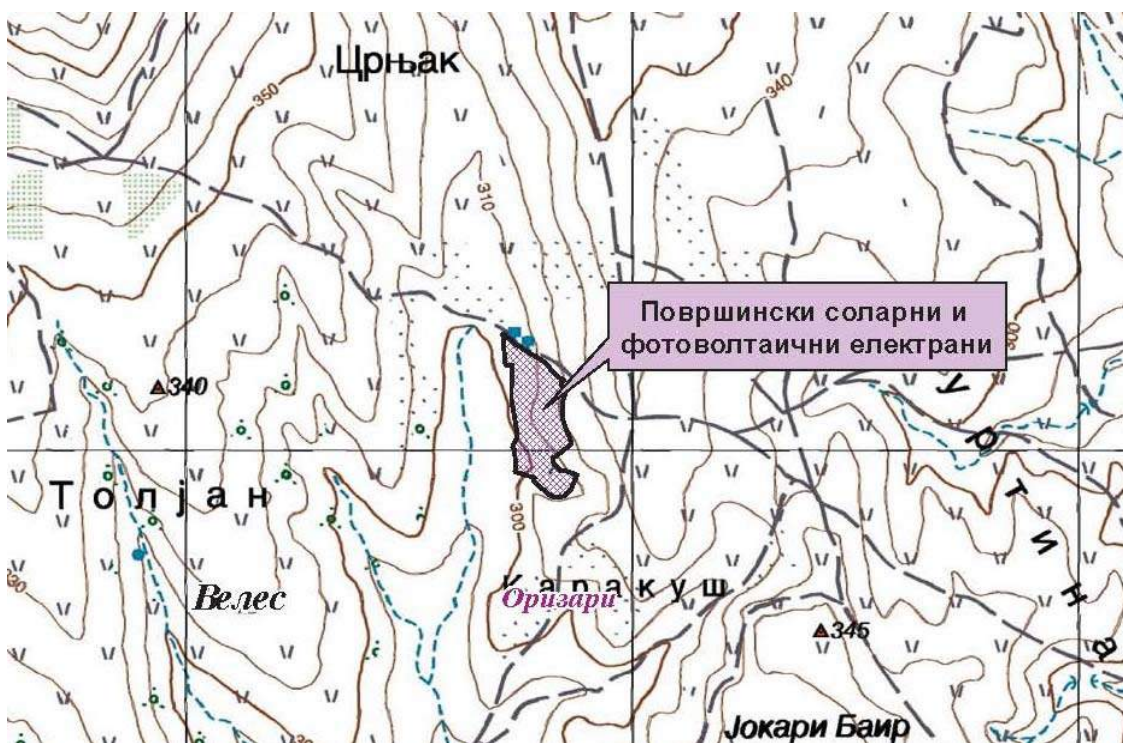 Црњак
350
340
310
Површински соларни и
фотоволтаични електрани
340
Толјан
300
Велес
Каракуш
Оризари
345
Јокари Баир